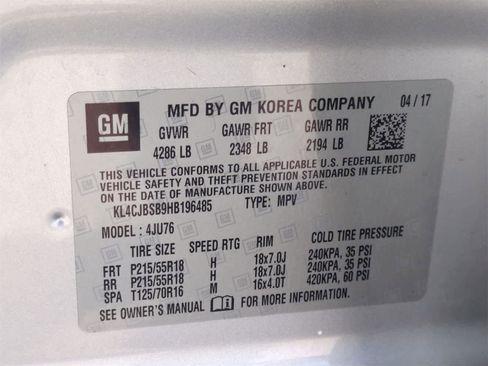 GM
MFD BY GM KOREA COMPANY 04 / 17
GVWR GAWR FRT GAWR RR
4286 LB 2348 LB 2194 LB
THIS VEHICLE CONFORMS TO ALL APPLICABLE U.S. FEDERAL MOTOR
VEHICLE SAFETY AND THEFT PREVENTION STANDARDS IN EFFECT
ON THE DATE OF MANUFACTURE SHOWN ABOVE.
KL4CJBSB9HB196485 TYPE: MPV
MODEL : 4JU76
TIRE SIZE SPEED RTG RIM COLD TIRE PRESSURE
FRT P215/55R18 H 18x7.0J 240KPA, 35 PSI
RR P215/55R18 H 18x7.0J 240KPA, 35 PSI
SPA T125/70R16 M 16x4.0T 420KPA, 60 PSI
SEE OWNER'S MANUAL FOR MORE INFORMATION